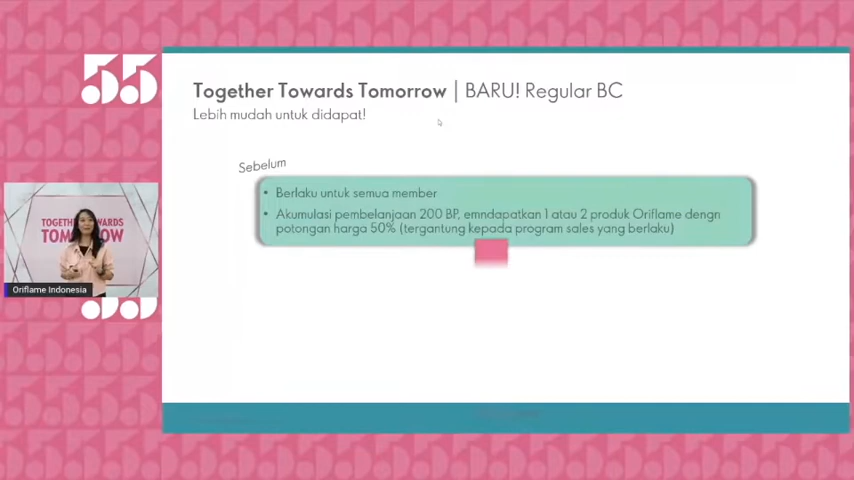 55
Together Towards Tomorrow | BARU! Regular BC
Lebih mudah untuk didapat!
Sebelum
• Berlaku untuk semua member
• Akumulasi pembelanjaan 200 BP, emndapatkan 1 atau 2 produk Oriflame dengn
potongan harga 50% (tergantung kepada program sales yang berlaku)
TOGETHER TOWARDS
TOMORROW
Oriflame Indonesia